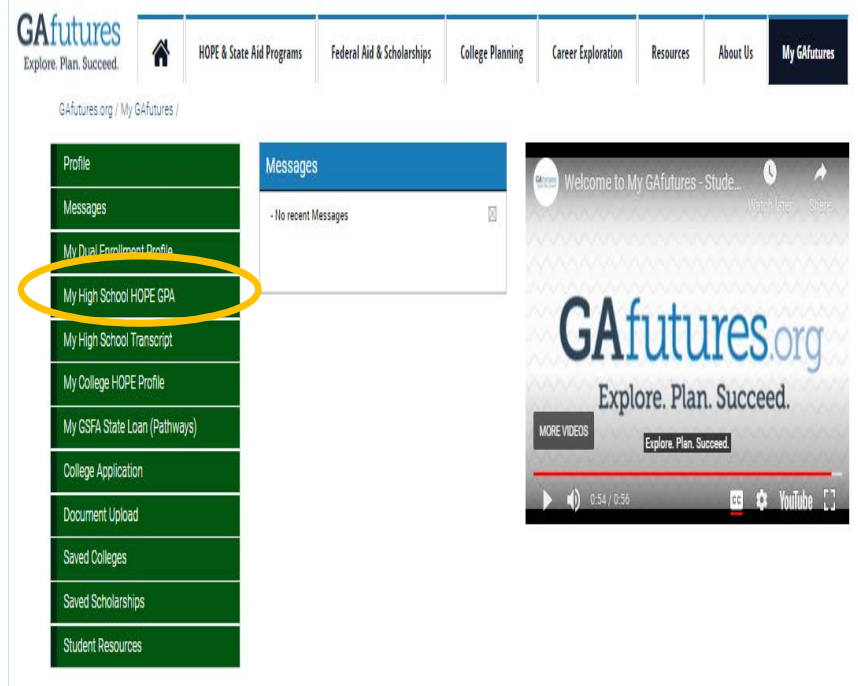 GAfutures
Explore. Plan. Succeed.
HOPE & State Aid Programs
Federal Aid & Scholarships
College Planning
Career Exploration
Resources
About Us
My GAfutures
GAfutures.org / My GAfutures /
Profile
Messages
My Dual Enrollment Profile
My High School HOPE GPA
My High School Transcript
My College HOPE Profile
My GSFA State Loan (Pathways)
College Application
Document Upload
Saved Colleges
Saved Scholarships
Student Resources
Messages
- No recent Messages
Welcome to My GAfutures - Stude...
Watch later
Share
GAfutures.org
Explore. Plan. Succeed.
MORE VIDEOS
Explore. Plan. Succeed.
0:54 / 0:56
CC
YouTube